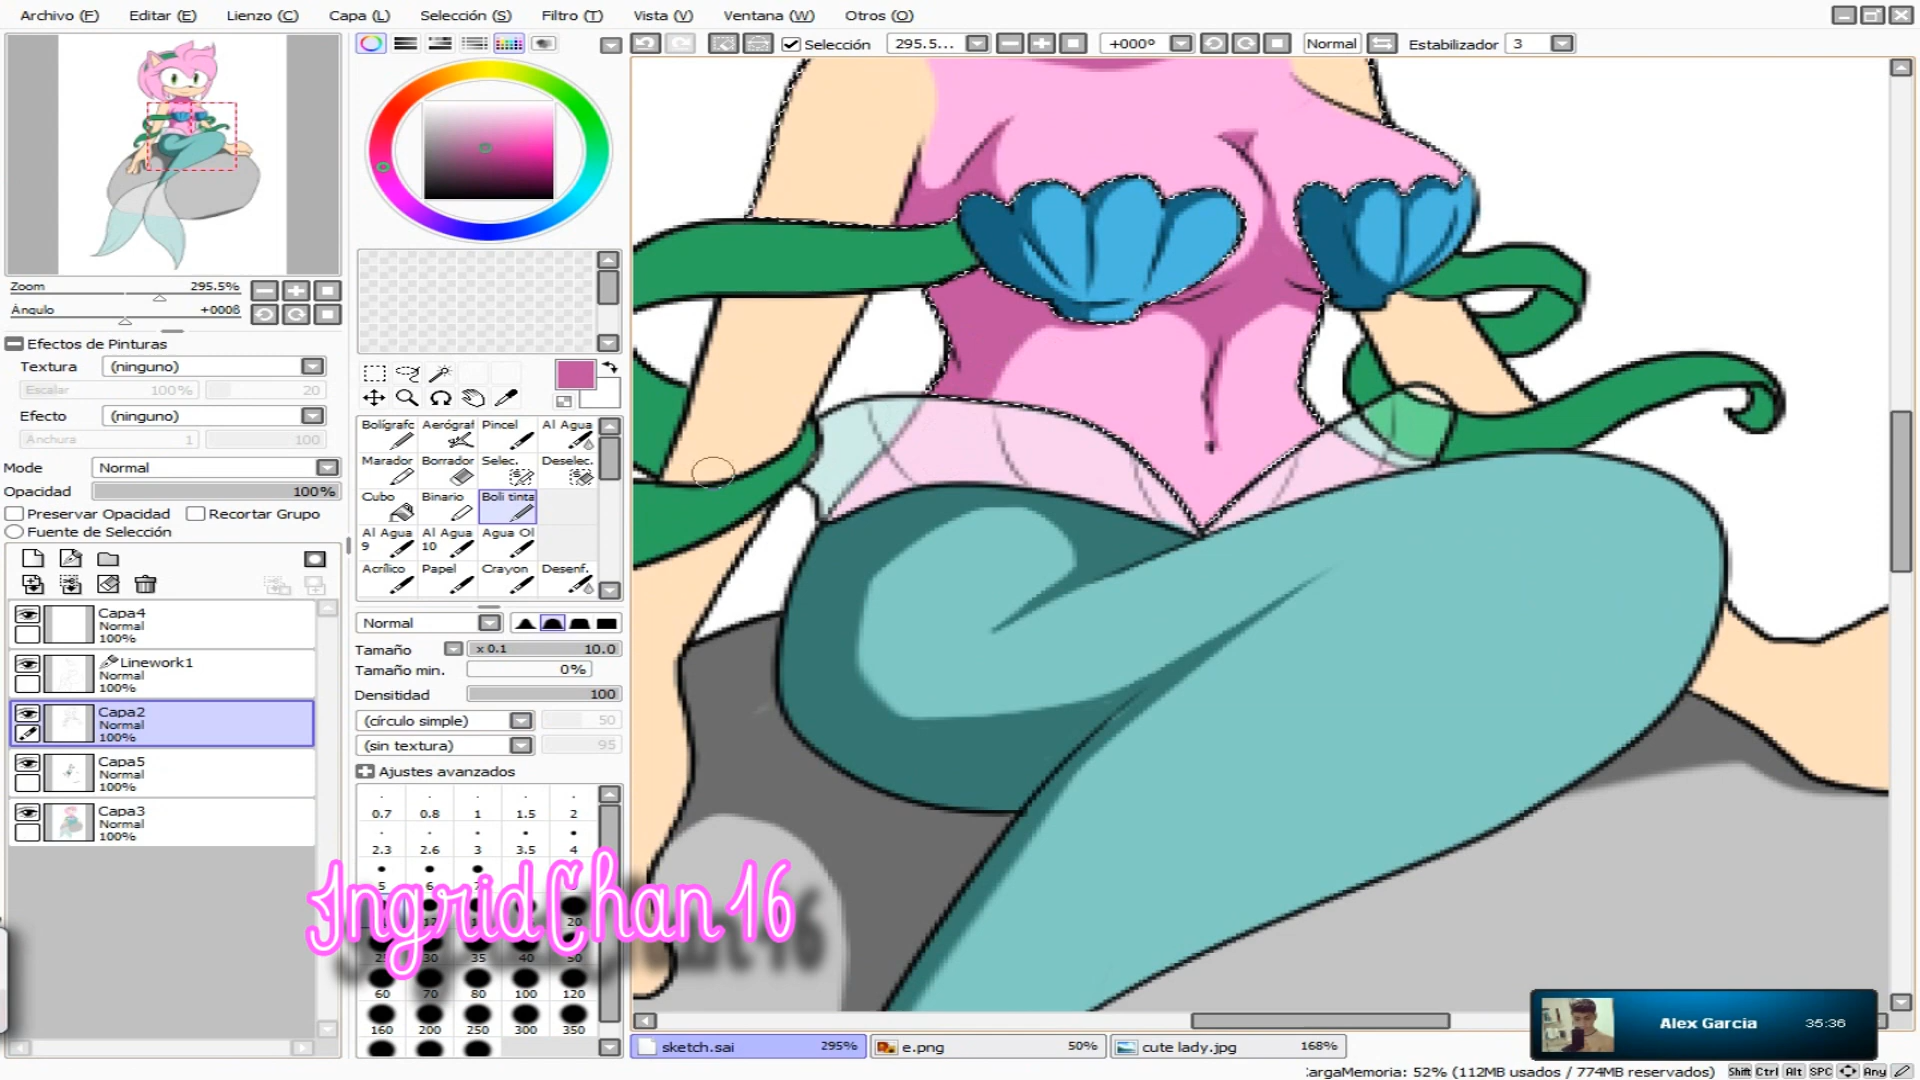 Archivo (F) Editar (E) Lienzo (C) Capa (L) Selección (S) Filtro (T) Vista (V) Ventana (W) Otros (O)
Selección 295.5... +000º Normal Estabilizador 3
Zoom 295.5%
Ángulo +000ß
Efectos de Pinturas
Textura (ninguno)
Escalar 100% 20
Efecto (ninguno)
Anchura 1 100
Modo Normal
Opacidad 100%
Preservar Opacidad Recortar Grupo
Fuente de Selección
Capa4
Normal
100%
Linework1
Normal
100%
Capa2
Normal
100%
Capa5
Normal
100%
Capa3
Normal
100%
Bolígrafc Aerógraf Pincel Al Agua
Marador Borrador Selec. Deselec.
Cubo Binario Boli tinta
Al Agua 9 Al Agua 10 Agua Ol
Acrílico Papel Crayon Desenf.
Normal
Tamaño x 0.1 10.0
Tamaño min. 0%
Densitidad 100
(círculo simple) 50
(sin textura) 95
Ajustes avanzados
0.7 0.8 1 1.5 2
2.3 2.6 3 3.5 4
5 6
20
30 35 40 50
60 70 80 100 120
160 200 250 300 350
IngridChan16
Alex Garcia 35:36
sketch.sai 295% e.png 50% cute lady.jpg 168%
:argaMemoria: 52% (112MB usados / 774MB reservados) Shift Ctrl Alt SPC Any